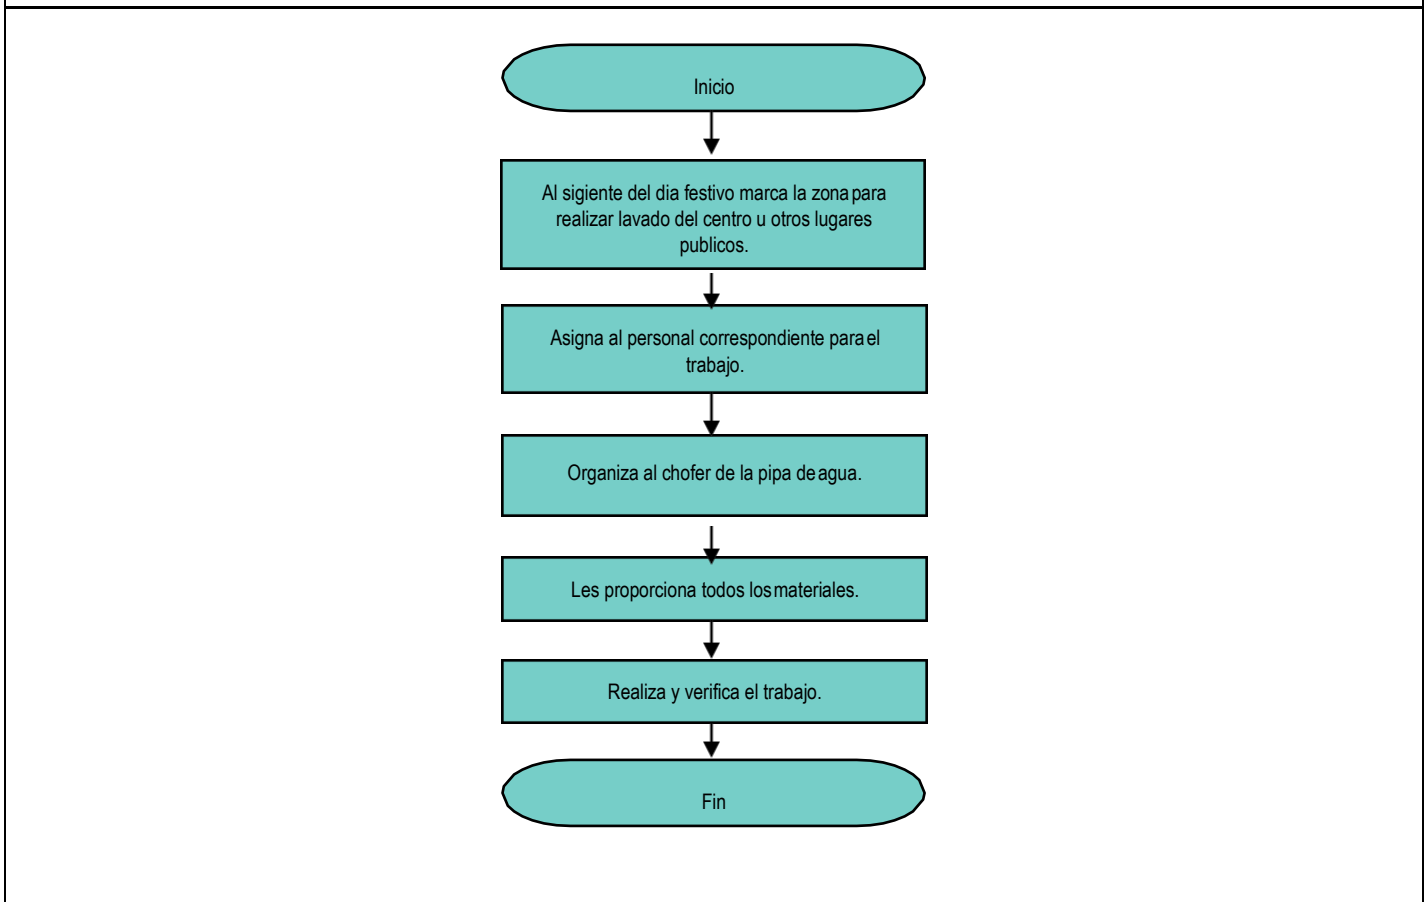 Inicio
Al sigiente del dia festivo marca la zona para
realizar lavado del centro u otros lugares
publicos.
Asigna al personal correspondiente para el
trabajo.
Organiza al chofer de la pipa de agua.
Les proporciona todos los materiales.
Realiza y verifica el trabajo.
Fin